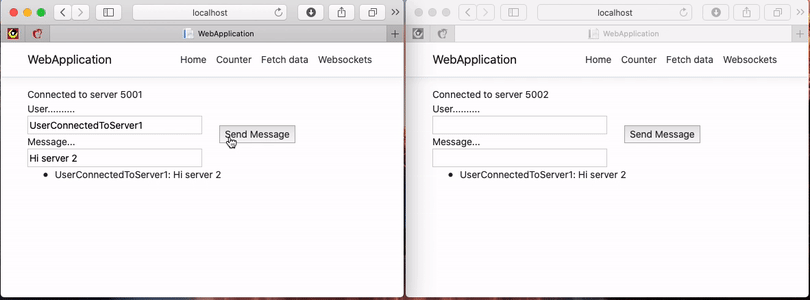 localhost
WebApplication
WebApplication Home Counter Fetch data Websockets
Connected to server 5001
User..........
UserConnectedToServer1
Send Message
Message...
Hi server 2
UserConnectedToServer1: Hi server 2
localhost
WebApplication
WebApplication Home Counter Fetch data Websockets
Connected to server 5002
User..........
Send Message
Message...
UserConnectedToServer1: Hi server 2